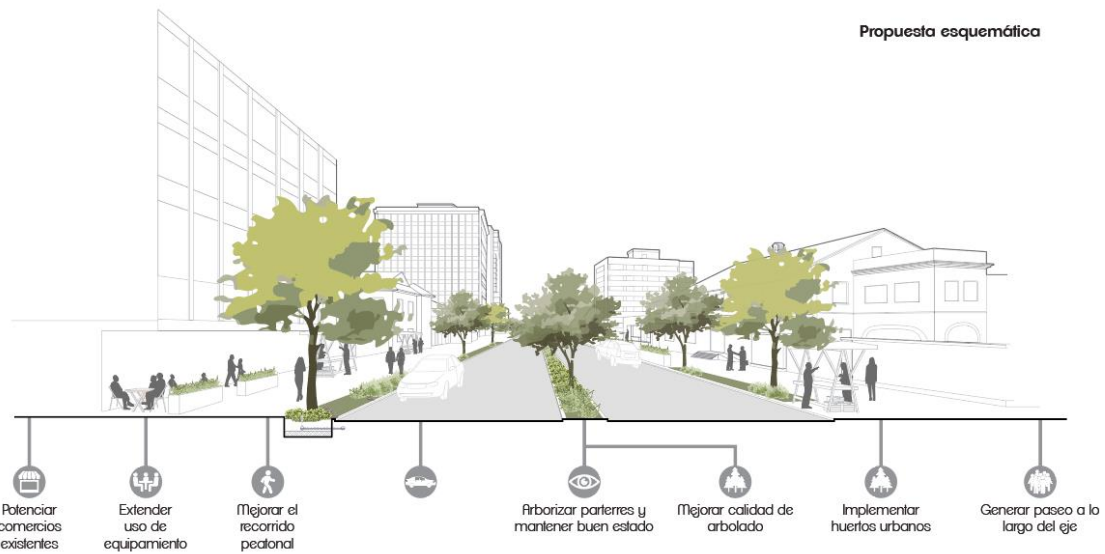 Propuesta esquemática
Potenciar
comercios
existentes
Extender
uso de
equipamiento
Mejorar el
recorrido
peatonal
Arborizar parterres y
mantener buen estado
Mejorar calidad de
arbolado
Implementar
huertos urbanos
Generar paseo a lo
largo del eje